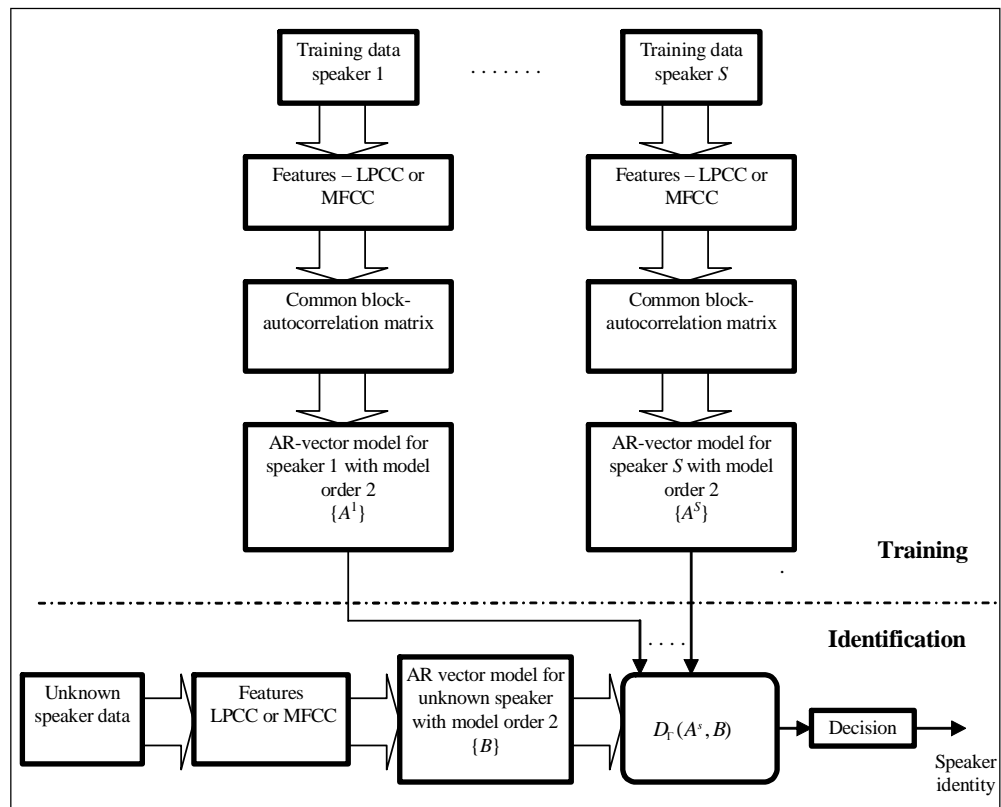 Training data
speaker 1
. . . . . . .
Training data
speaker S
Features – LPCC or
MFCC
Features – LPCC or
MFCC
Common block-
autocorrelation matrix
Common block-
autocorrelation matrix
AR-vector model for
speaker 1 with model
order 2
{A¹}
AR-vector model for
speaker S with model
order 2
{Aˢ}
Training
.
Identification
. . . .
Unknown
speaker data
Features
LPCC or MFCC
AR vector model for
unknown speaker
with model order 2
{B}
D_Γ(Aˢ, B)
Decision
Speaker
identity